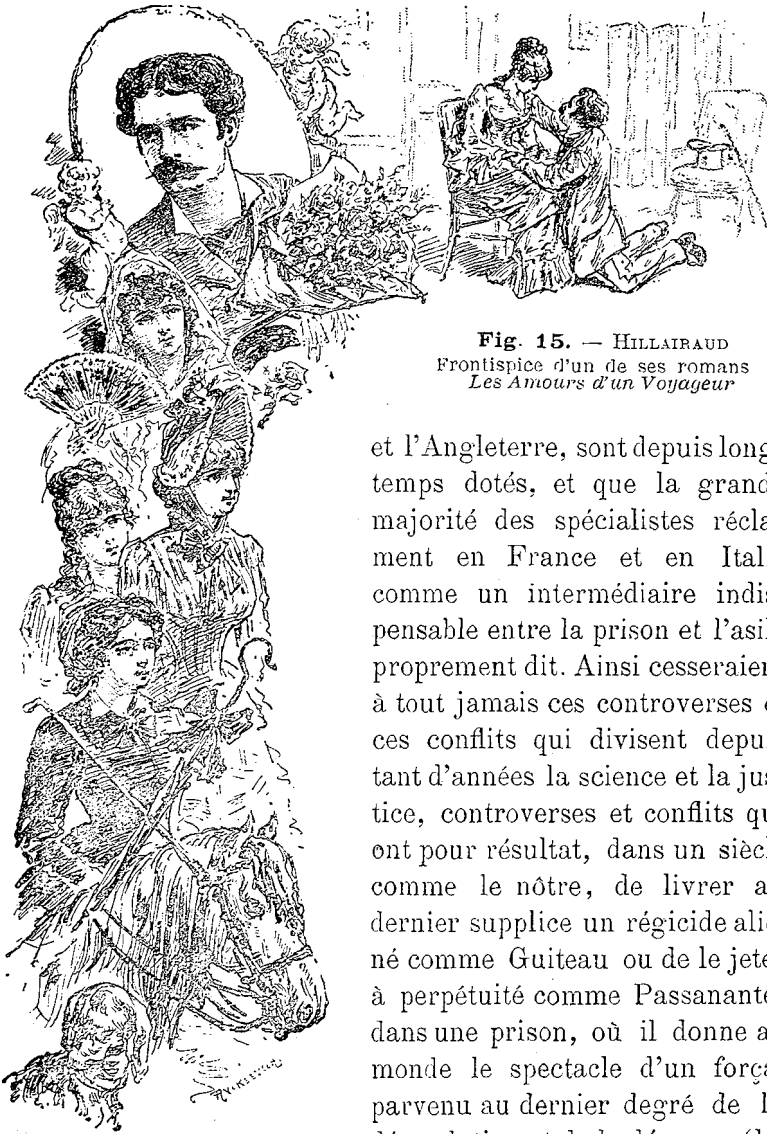 Fig. 15. — HILLAIRAUD
Frontispice d'un de ses romans
Les Amours d'un Voyageur
et l'Angleterre, sont depuis long
temps dotés, et que la grand
majorité des spécialistes récla
ment en France et en Ital
comme un intermédiaire indis
pensable entre la prison et l'asil
proprement dit. Ainsi cesseraien
à tout jamais ces controverses
ces conflits qui divisent depu
tant d'années la science et la jus
tice, controverses et conflits qu
ont pour résultat, dans un sièc
comme le nôtre, de livrer a
dernier supplice un régicide alié
né comme Guiteau ou de le jete
à perpétuité comme Passanante
dans une prison, où il donne a
monde le spectacle d'un força
parvenu au dernier degré de l